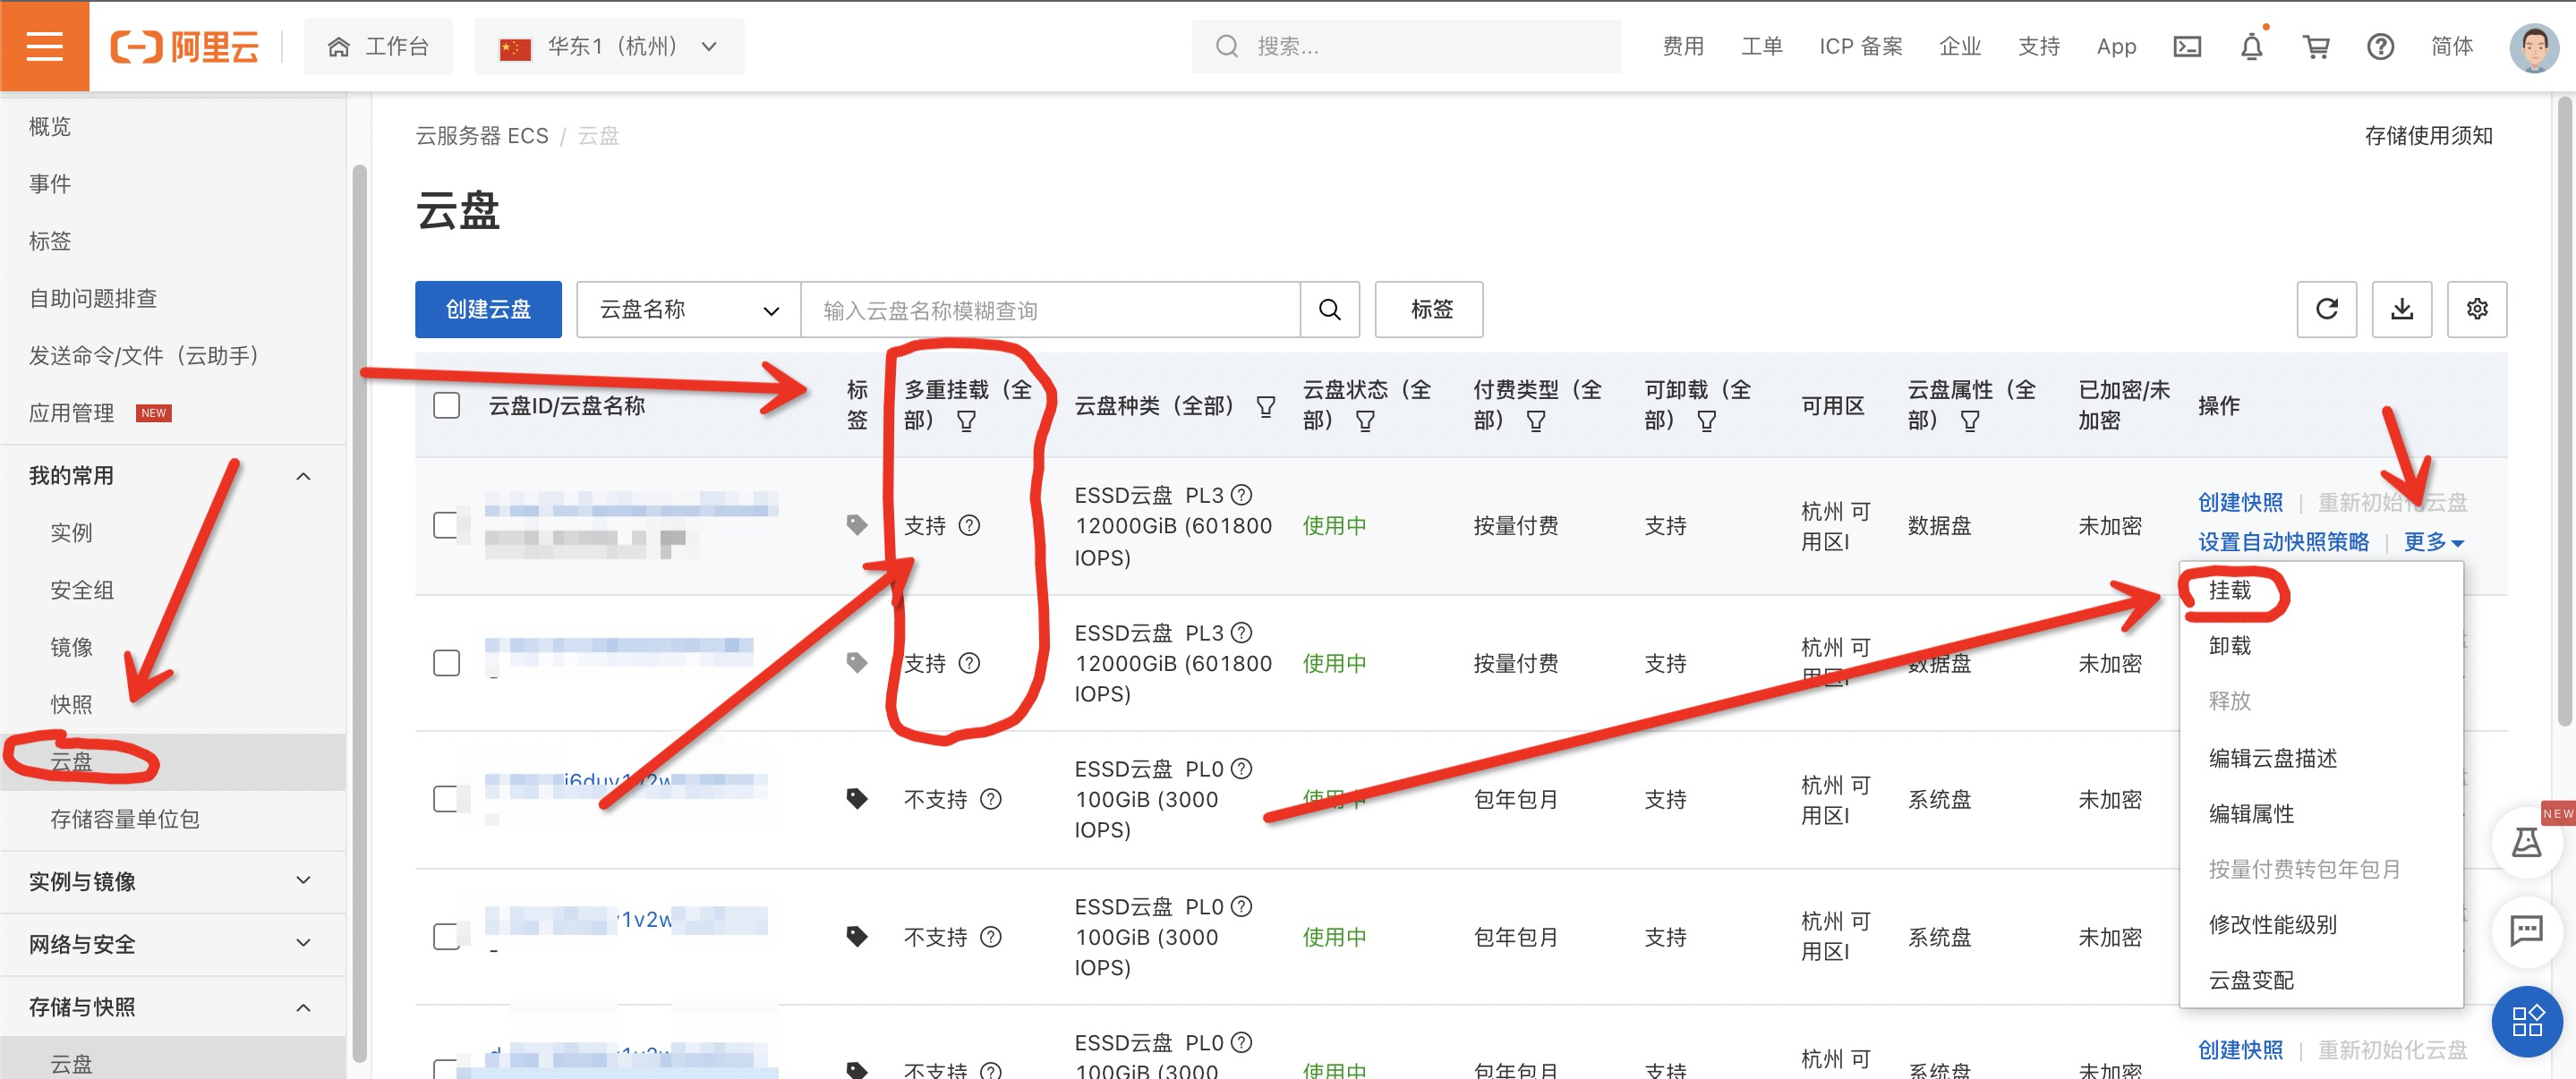 阿里云
工作台
华东1（杭州）
搜索...
费用
工单
ICP 备案
企业
支持
App
简体
概览
事件
标签
自助问题排查
发送命令/文件（云助手）
应用管理 NEW
我的常用
实例
安全组
镜像
快照
云盘
存储容量单位包
实例与镜像
网络与安全
存储与快照
云盘
云服务器 ECS / 云盘
存储使用须知
云盘
创建云盘
云盘名称
输入云盘名称模糊查询
标签
云盘ID/云盘名称
标
签
多重挂载（全
部）
云盘种类（全部）
云盘状态（全
部）
付费类型（全
部）
可卸载（全
部）
可用区
云盘属性（全
部）
已加密/未
加密
操作
支持
ESSD云盘 PL3
12000GiB (601800
IOPS)
使用中
按量付费
支持
杭州 可
用区I
数据盘
未加密
创建快照 | 重新初始化云盘
设置自动快照策略 | 更多
支持
ESSD云盘 PL3
12000GiB (601800
IOPS)
使用中
按量付费
支持
杭州 可
用区I
数据盘
未加密
不支持
ESSD云盘 PL0
100GiB (3000
IOPS)
使用中
包年包月
支持
杭州 可
用区I
系统盘
未加密
1v2w
不支持
ESSD云盘 PL0
100GiB (3000
IOPS)
使用中
包年包月
支持
杭州 可
用区I
系统盘
未加密
不支持
ESSD云盘 PL0
100GiB (3000
使用中
包年包月
支持
杭州 可
系统盘
未加密
创建快照 | 重新初始化云盘
挂载
卸载
释放
编辑云盘描述
编辑属性
按量付费转包年包月
修改性能级别
云盘变配
NEW